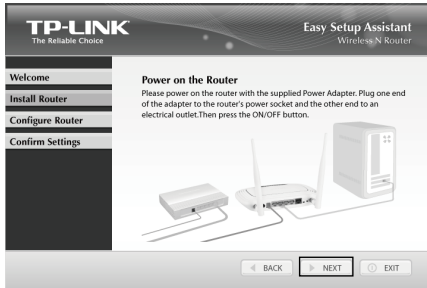 TP-LINK
The Reliable Choice
Easy Setup Assistant
Wireless N Router
Welcome
Install Router
Configure Router
Confirm Settings
Power on the Router
Please power on the router with the supplied Power Adapter. Plug one end
of the adapter to the router's power socket and the other end to an
electrical outlet.Then press the ON/OFF button.
BACK
NEXT
EXIT